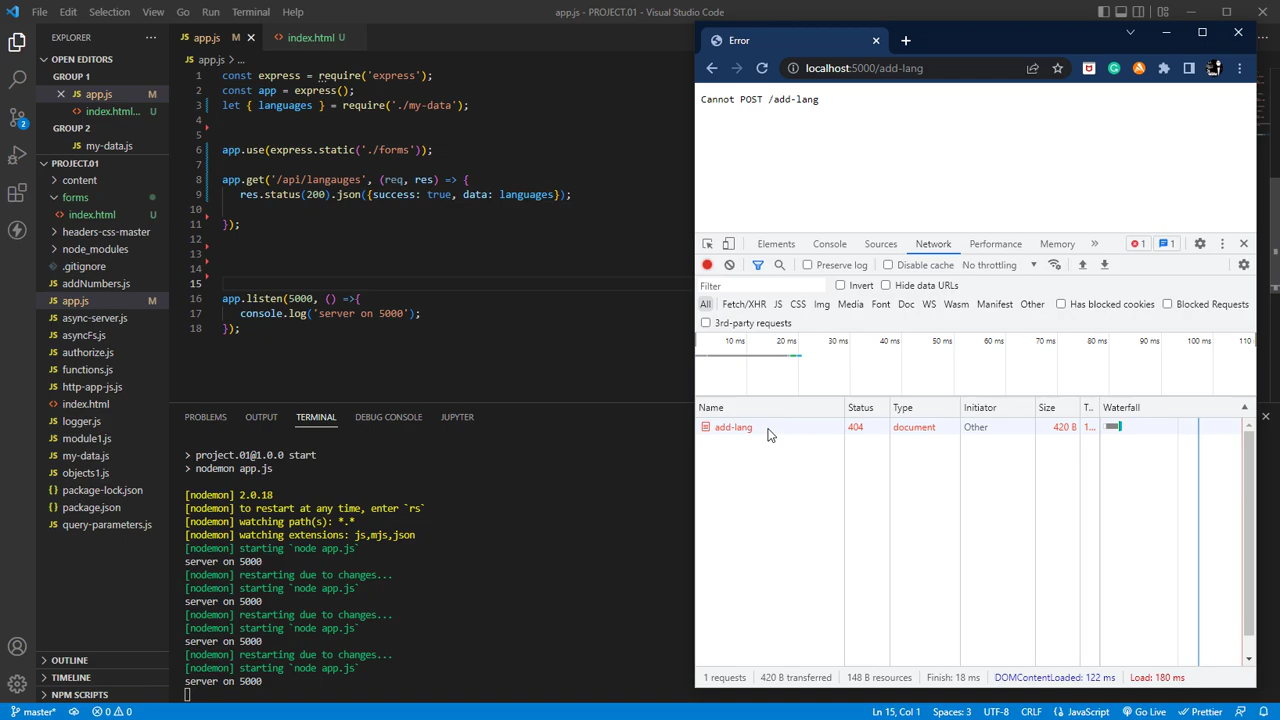 File Edit Selection View Go Run Terminal Help
app.js - PROJECT.01 - Visual Studio Code
EXPLORER
OPEN EDITORS
GROUP 1
app.js M
index.html... U
GROUP 2
my-data.js
PROJECT.01
content
forms
index.html U
headers-css-master
node_modules
.gitignore
addNumbers.js
app.js M
async-server.js
asyncFs.js
authorize.js
functions.js
http-app-js.js
index.html
logger.js
module1.js
my-data.js
objects1.js
package-lock.json
package.json
query-parameters.js
OUTLINE
TIMELINE
NPM SCRIPTS
app.js M
index.html U
app.js > ...
1 const express = require('express');
2 const app = express();
3 let { languages } = require('./my-data');
4
5
6 app.use(express.static('./forms'));
7
8 app.get('/api/langauges', (req, res) => {
9 res.status(200).json({success: true, data: languages});
10
11 });
12
13
14
15
16 app.listen(5000, () =>{
17 console.log('server on 5000');
18 });
PROBLEMS OUTPUT TERMINAL DEBUG CONSOLE JUPYTER
> project.01@1.0.0 start
> nodemon app.js
[nodemon] 2.0.18
[nodemon] to restart at any time, enter `rs`
[nodemon] watching path(s): *.*
[nodemon] watching extensions: js,mjs,json
[nodemon] starting `node app.js`
server on 5000
[nodemon] restarting due to changes...
[nodemon] starting `node app.js`
server on 5000
[nodemon] restarting due to changes...
[nodemon] starting `node app.js`
server on 5000
[nodemon] restarting due to changes...
[nodemon] starting `node app.js`
server on 5000
Error
localhost:5000/add-lang
Cannot POST /add-lang
Elements Console Sources Network Performance Memory 1 1
Preserve log Disable cache No throttling
Filter Invert Hide data URLs
All Fetch/XHR JS CSS Img Media Font Doc WS Wasm Manifest Other Has blocked cookies Blocked Requests
3rd-party requests
10 ms 20 ms 30 ms 40 ms 50 ms 60 ms 70 ms 80 ms 90 ms 100 ms 110
Name Status Type Initiator Size T.. Waterfall
add-lang 404 document Other 420 B 1...
1 requests 420 B transferred 148 B resources Finish: 18 ms DOMContentLoaded: 122 ms Load: 180 ms
2
master* 0 0 Ln 15, Col 1 Spaces: 3 UTF-8 CRLF JavaScript Go Live Prettier